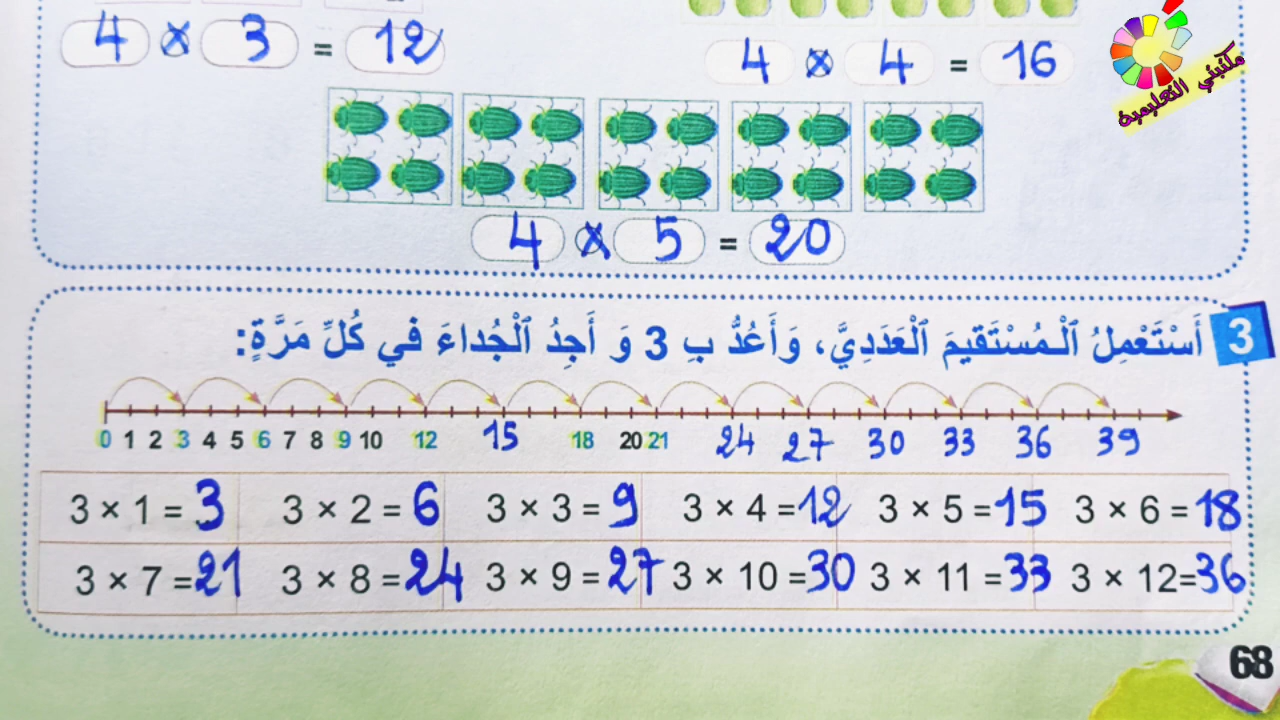 4 × 3 = 12
4 × 4 = 16
مكتبتي التعليمية
4 × 5 = 20
3 أَسْتَعْمِلُ ٱلْمُسْتَقيمَ ٱلْعَدَدِيَّ، وَأَعُدُّ بِ 3 وَ أَجِدُ ٱلْجُداءَ في كُلِّ مَرَّةٍ:
0 1 2 3 4 5 6 7 8 9 10 12 15 18 20 21 24 27 30 33 36 39
3 × 1 = 3 3 × 2 = 6 3 × 3 = 9 3 × 4 = 12 3 × 5 = 15 3 × 6 = 18
3 × 7 = 21 3 × 8 = 24 3 × 9 = 27 3 × 10 = 30 3 × 11 = 33 3 × 12 = 36
68